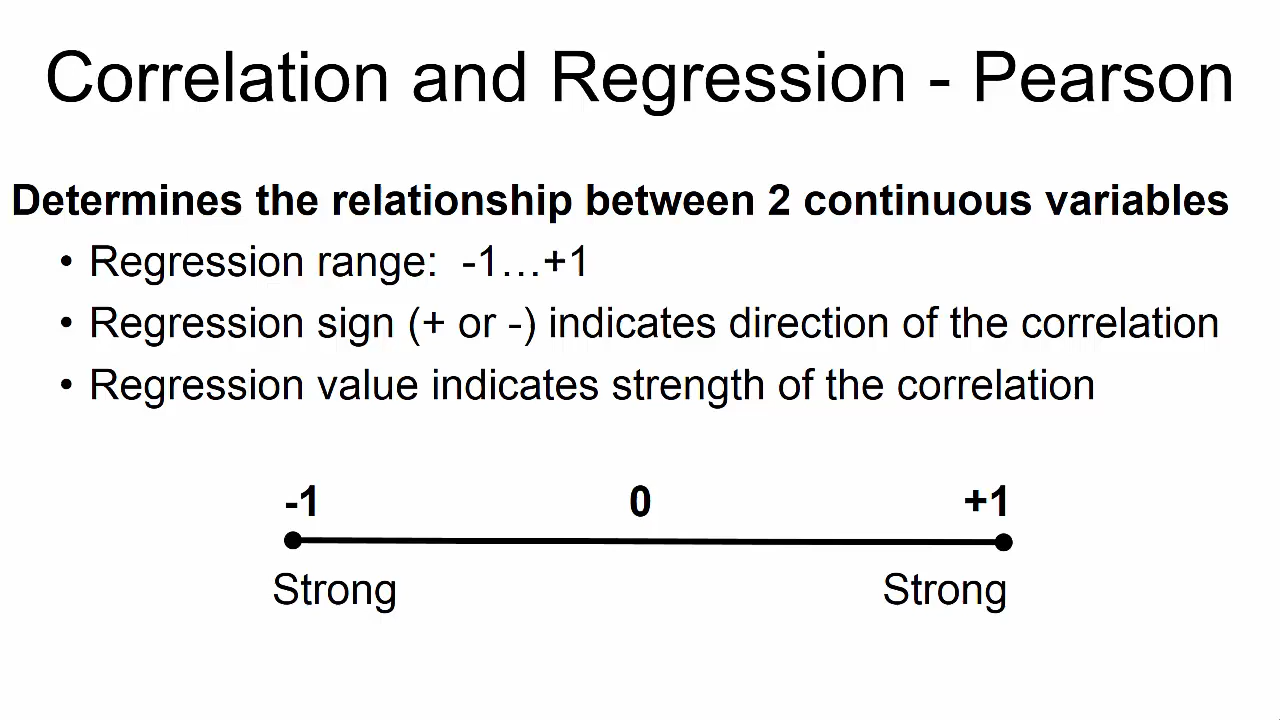 Correlation and Regression - Pearson
Determines the relationship between 2 continuous variables
• Regression range:  -1…+1
• Regression sign (+ or -) indicates direction of the correlation
• Regression value indicates strength of the correlation
-1 0 +1
Strong Strong